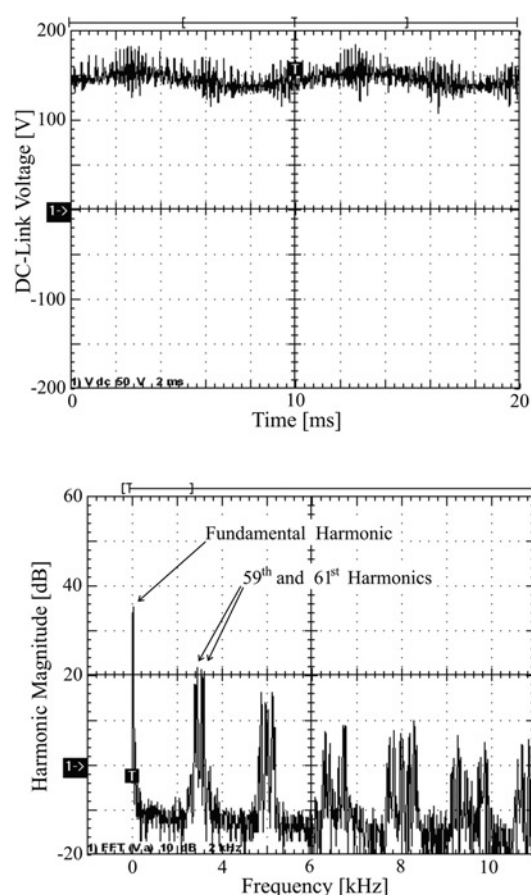 200
100
-100
-200
DC-Link Voltage [V]
T
1->
1) V dc 50 V 2 ms
0
10
20
Time [ms]
[T
]
60
40
20
-20
Harmonic Magnitude [dB]
Fundamental Harmonic
59th and 61st Harmonics
1->
T
1) FFT (V.a) 10 dB 2 kHz
0
2
4
6
8
10
Frequency [kHz]